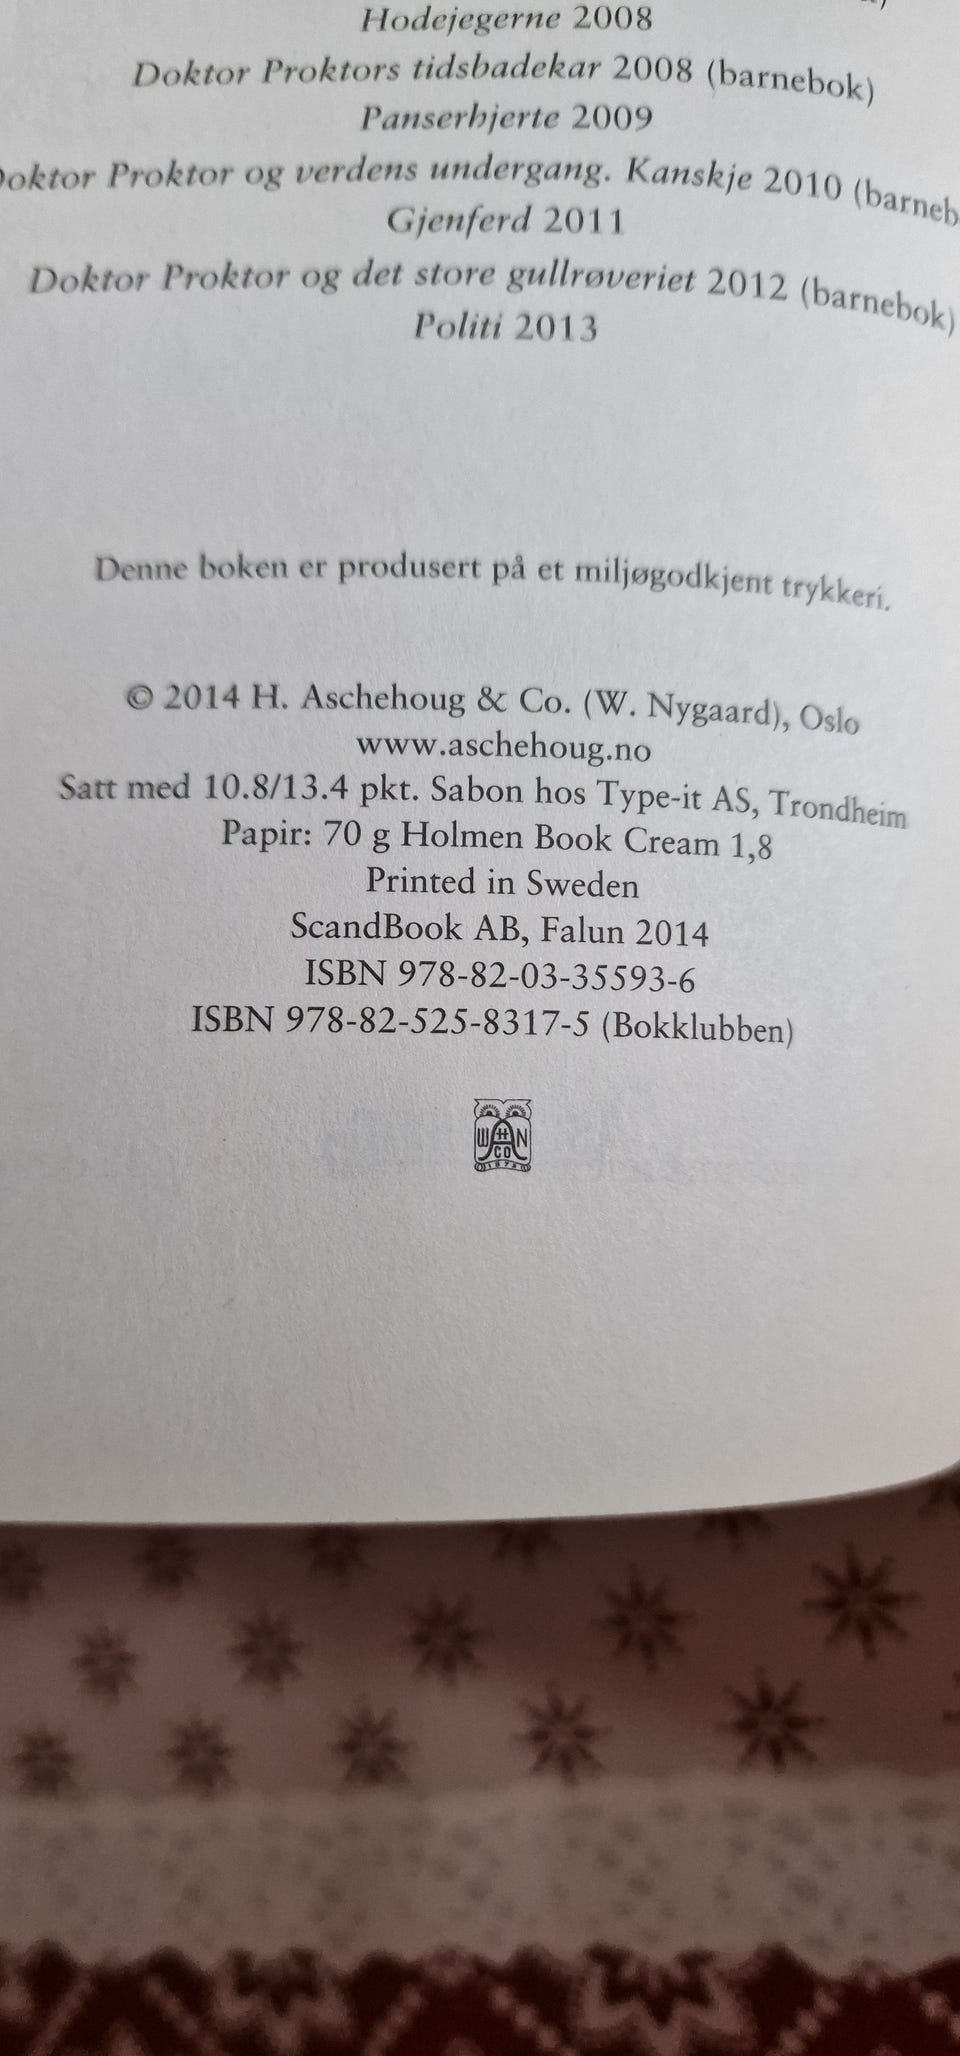 Hodejegerne 2008
Doktor Proktors tidsbadekar 2008 (barnebok)
Panserhjerte 2009
Doktor Proktor og verdens undergang. Kanskje 2010 (barneb
Gjenferd 2011
Doktor Proktor og det store gullrøveriet 2012 (barnebok)
Politi 2013
Denne boken er produsert på et miljøgodkjent trykkeri.
© 2014 H. Aschehoug & Co. (W. Nygaard), Oslo
www.aschehoug.no
Satt med 10.8/13.4 pkt. Sabon hos Type-it AS, Trondheim
Papir: 70 g Holmen Book Cream 1,8
Printed in Sweden
ScandBook AB, Falun 2014
ISBN 978-82-03-35593-6
ISBN 978-82-525-8317-5 (Bokklubben)
W H N
CO